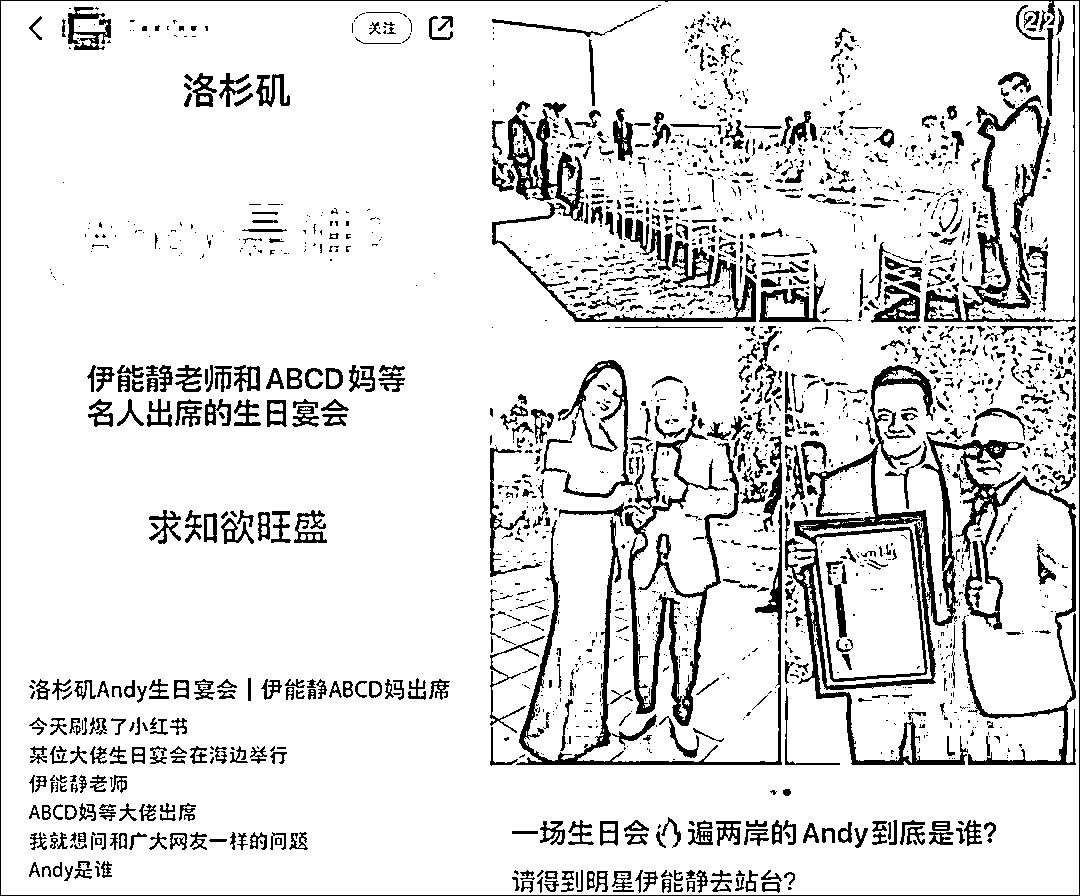 关注
洛杉矶
Andy 是谁?
伊能静老师和ABCD妈等
名人出席的生日宴会
求知欲旺盛
洛杉矶Andy生日宴会 | 伊能静ABCD妈出席
今天刷爆了小红书
某位大佬生日宴会在海边举行
伊能静老师
ABCD妈等大佬出席
我就想问和广大网友一样的问题
Andy是谁
2/2
一场生日会🔥遍两岸的Andy到底是谁?
请得到明星伊能静去站台?